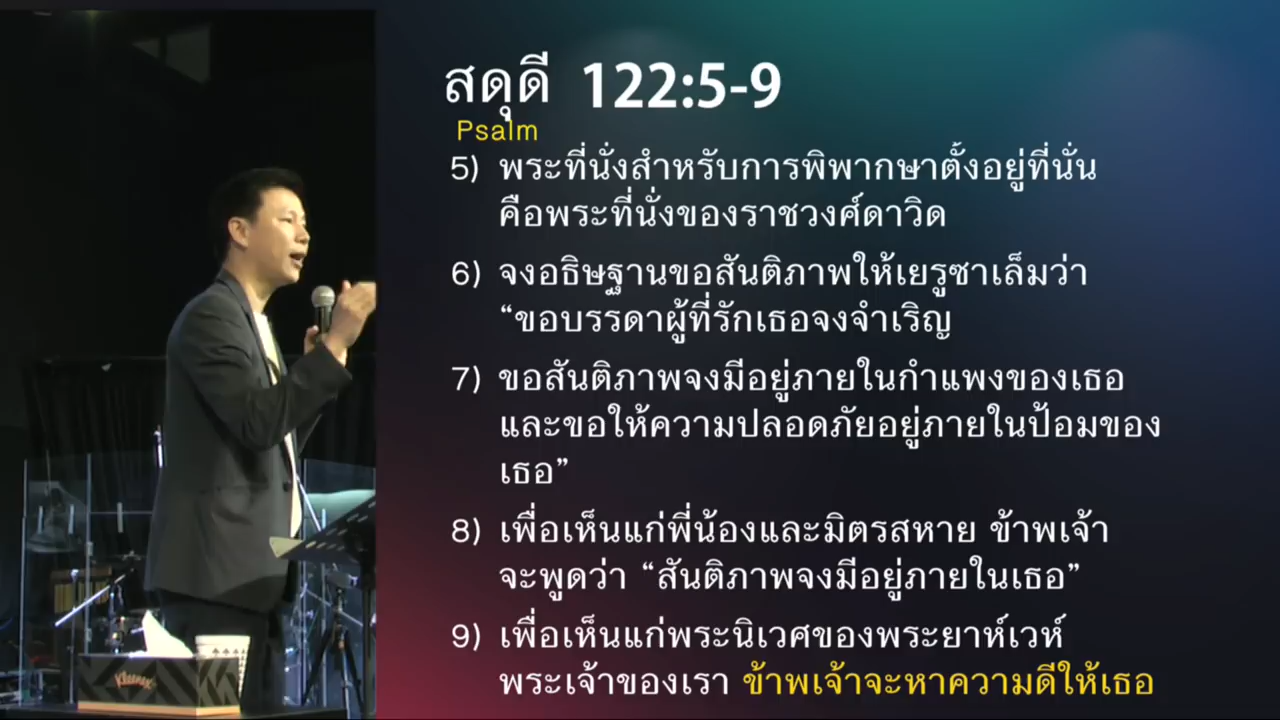 สดุดี 122:5-9
Psalm
5) พระที่นั่งสำหรับการพิพากษาตั้งอยู่ที่นั่น
คือพระที่นั่งของราชวงศ์ดาวิด
6) จงอธิษฐานขอสันติภาพให้เยรูซาเล็มว่า
“ขอบรรดาผู้ที่รักเธอจงจำเริญ
7) ขอสันติภาพจงมีอยู่ภายในกำแพงของเธอ
และขอให้ความปลอดภัยอยู่ภายในป้อมของ
เธอ”
8) เพื่อเห็นแก่พี่น้องและมิตรสหาย ข้าพเจ้า
จะพูดว่า “สันติภาพจงมีอยู่ภายในเธอ”
9) เพื่อเห็นแก่พระนิเวศของพระยาห์เวห์
พระเจ้าของเรา ข้าพเจ้าจะหาความดีให้เธอ
Kleenex